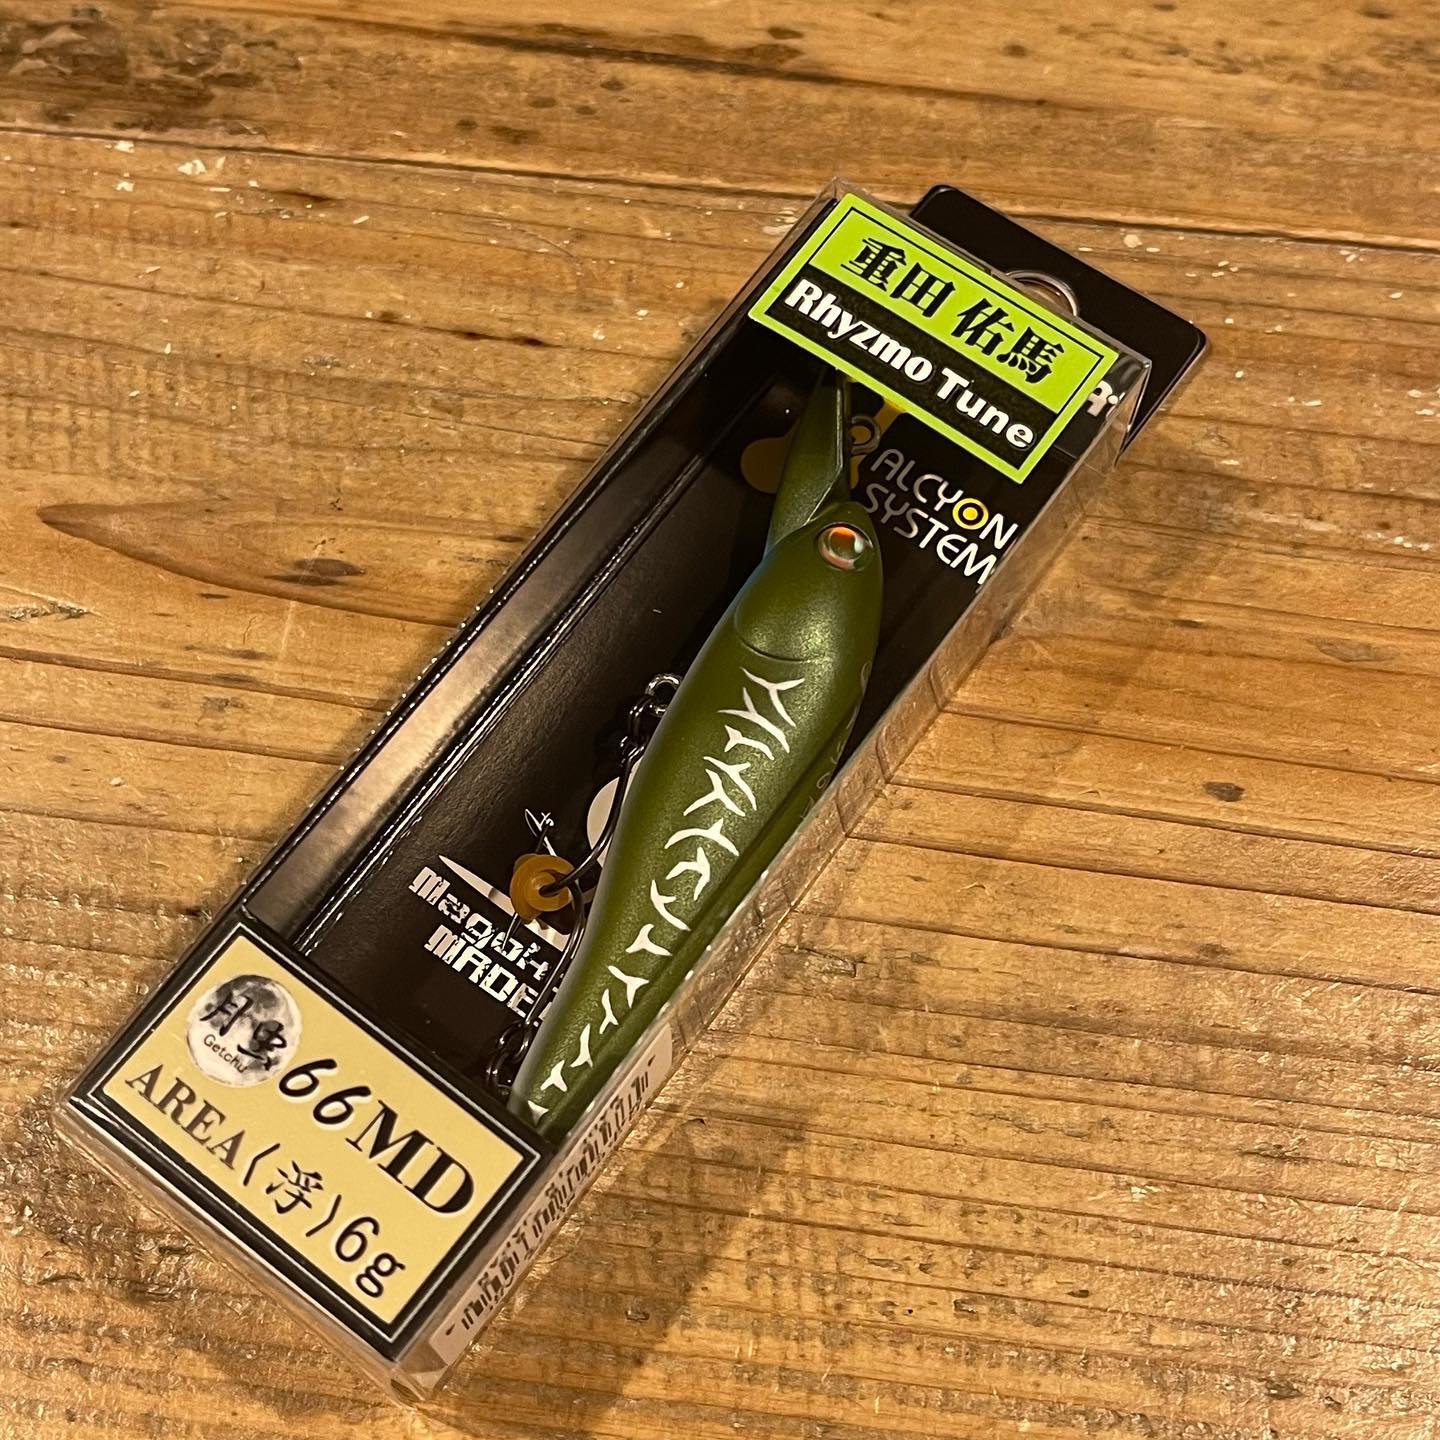 重田 佑馬
Rhyzmo Tune
ALCYON
SYSTEM
月虫
Getchu
66MD
AREA(浮)6g